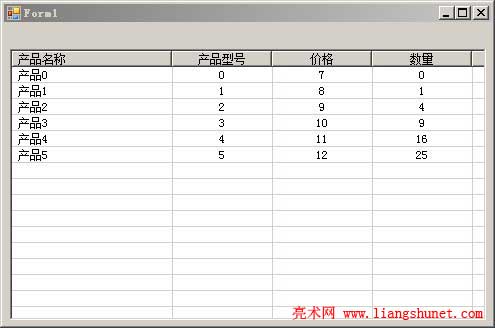 Form1
产品名称 产品型号 价格 数量
产品0 0 7 0
产品1 1 8 1
产品2 2 9 4
产品3 3 10 9
产品4 4 11 16
产品5 5 12 25
亮术网 www.liangshunet.com